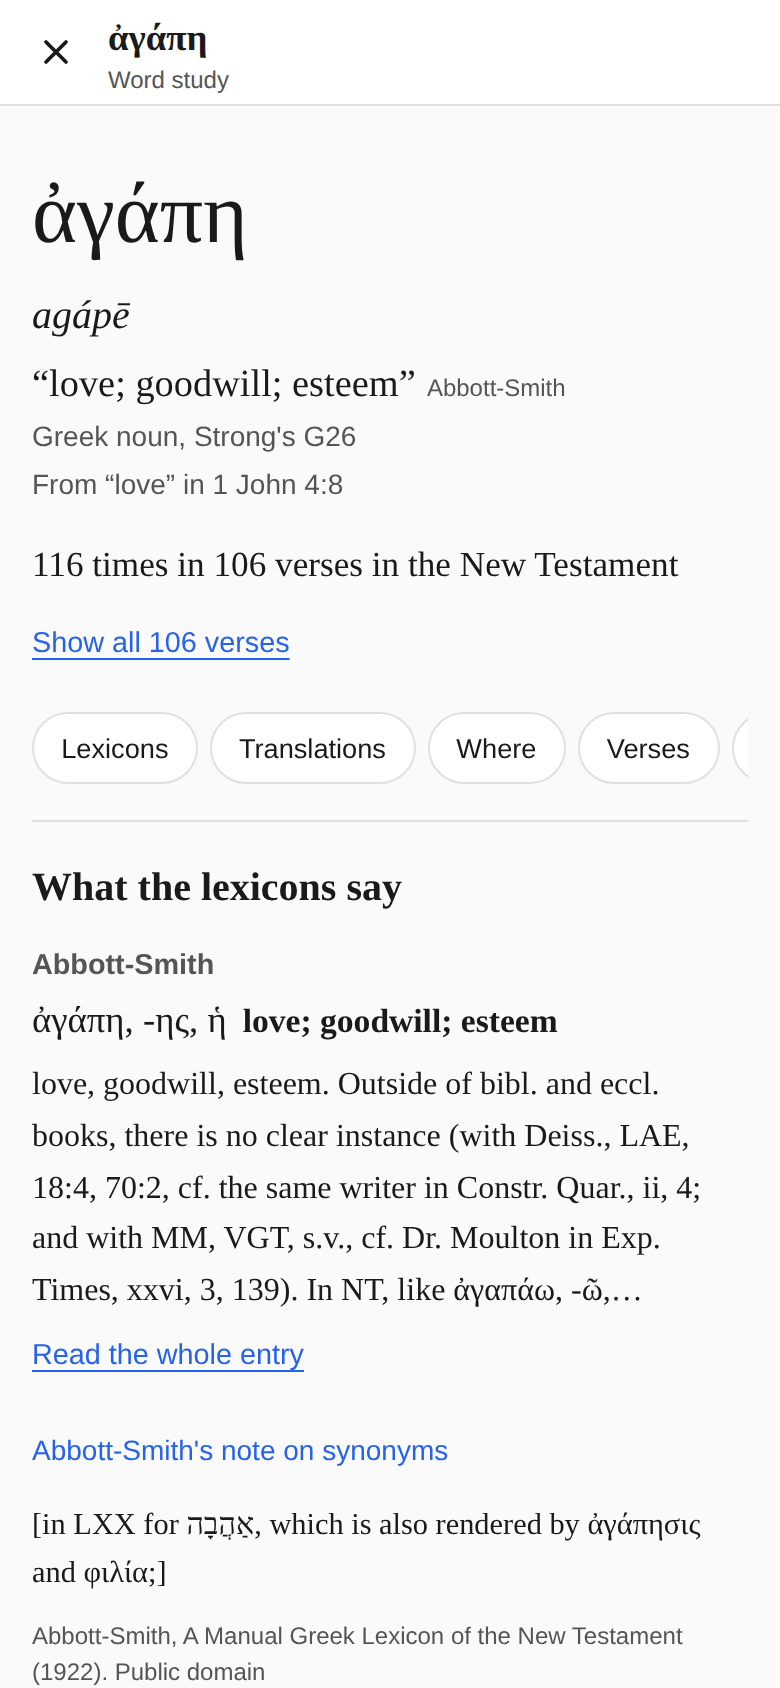 ἀγάπη
Word study
ἀγάπη
agápē
“love; goodwill; esteem” Abbott-Smith
Greek noun, Strong's G26
From “love” in 1 John 4:8
116 times in 106 verses in the New Testament
Show all 106 verses
Lexicons Translations Where Verses
What the lexicons say
Abbott-Smith
ἀγάπη, -ης, ἡ love; goodwill; esteem
love, goodwill, esteem. Outside of bibl. and eccl.
books, there is no clear instance (with Deiss., LAE,
18:4, 70:2, cf. the same writer in Constr. Quar., ii, 4;
and with MM, VGT, s.v., cf. Dr. Moulton in Exp.
Times, xxvi, 3, 139). In NT, like ἀγαπάω, -ῶ,…
Read the whole entry
Abbott-Smith's note on synonyms
[in LXX for אַהֲבָה, which is also rendered by ἀγάπησις
and φιλία;]
Abbott-Smith, A Manual Greek Lexicon of the New Testament
(1922). Public domain